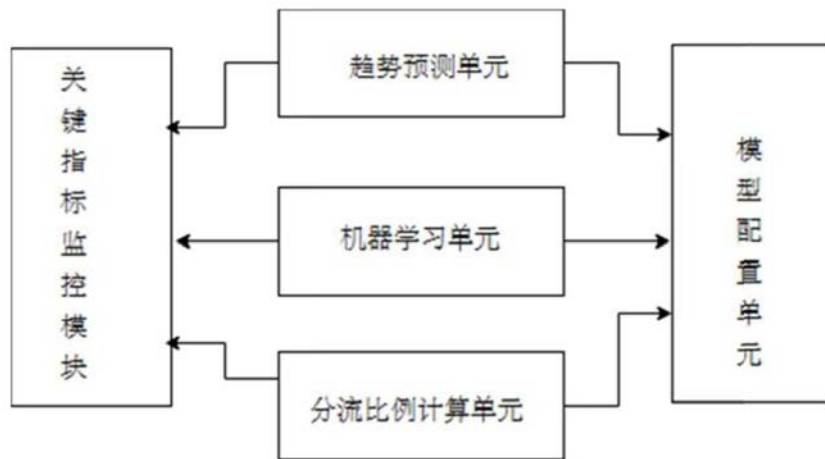 关键指标监控模块
趋势预测单元
机器学习单元
分流比例计算单元
模型配置单元